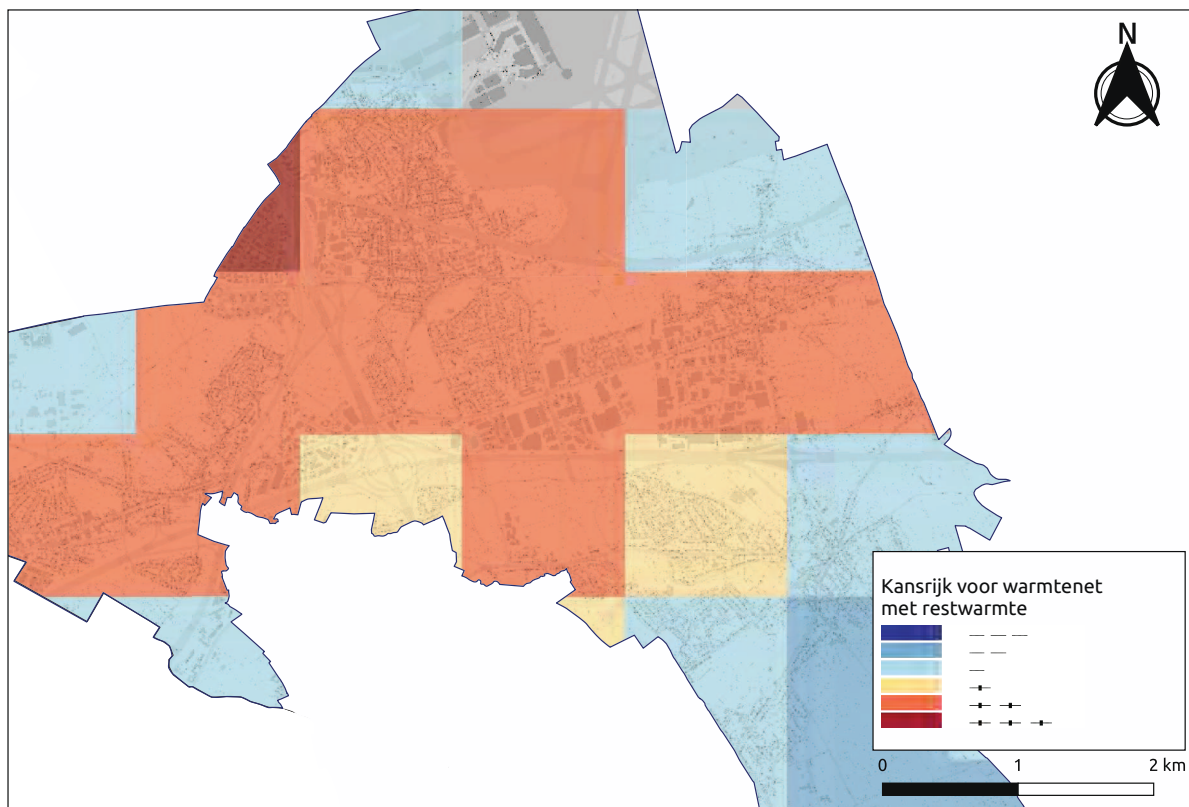 N
Kansrijk voor warmtenet
met restwarmte
— — —
— —
—
0 1 2 km